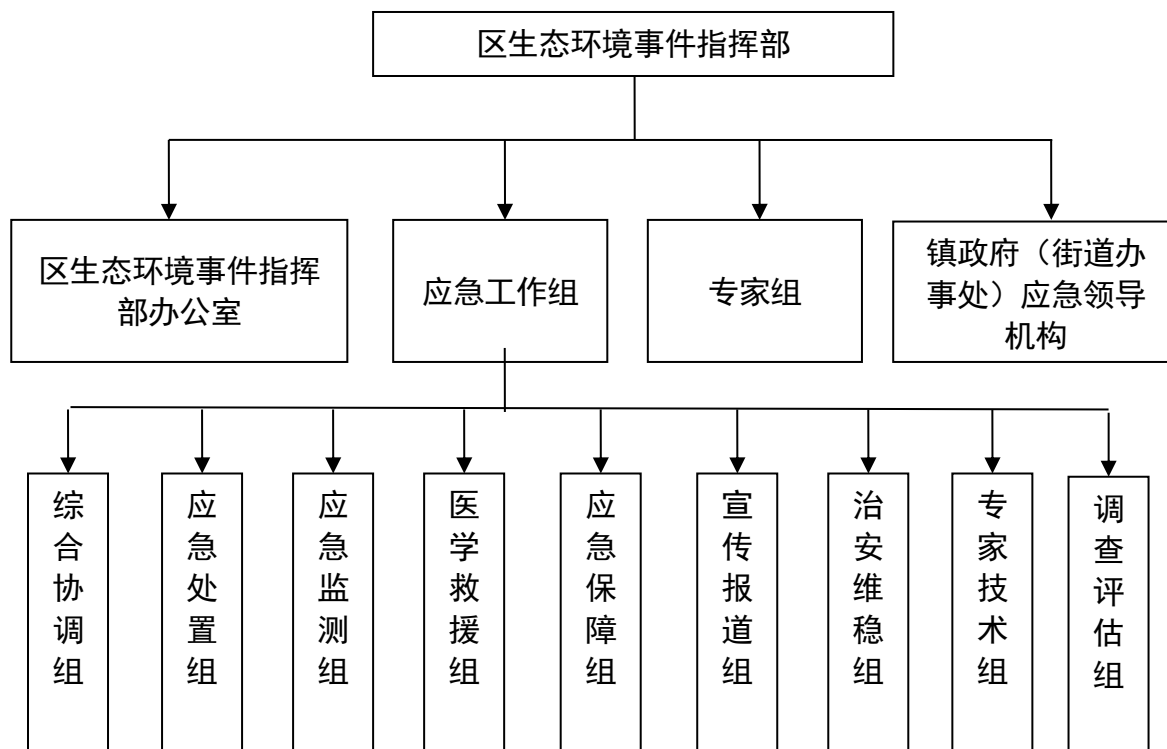 区生态环境事件指挥部
区生态环境事件指挥
部办公室
应急工作组
专家组
镇政府（街道办
事处）应急领导
机构
综合协调组
应急处置组
应急监测组
医学救援组
应急保障组
宣传报道组
治安维稳组
专家技术组
调查评估组